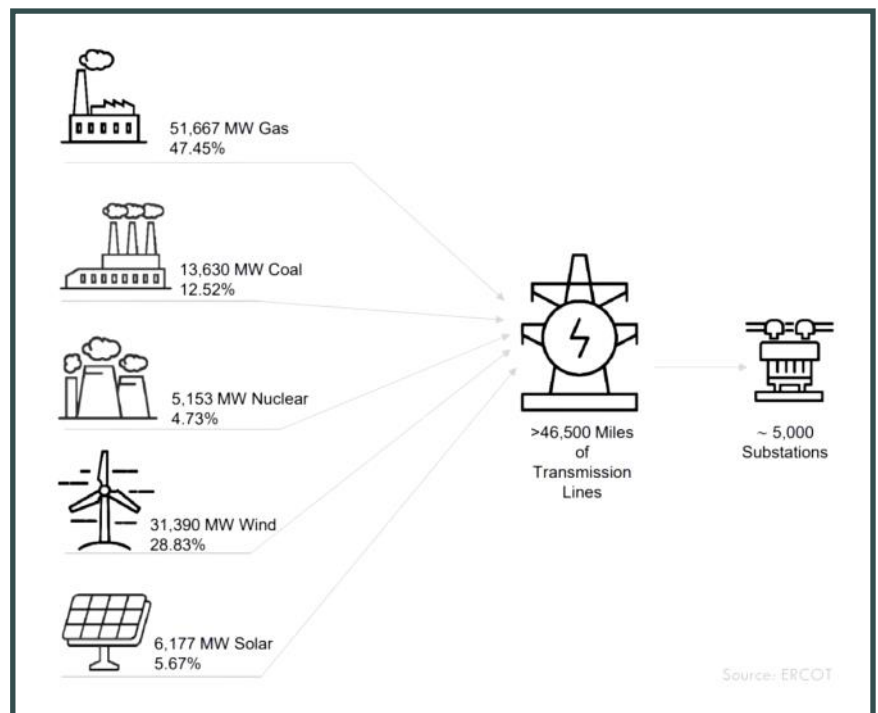 51,667 MW Gas
47.45%
13,630 MW Coal
12.52%
5,153 MW Nuclear
4.73%
31,390 MW Wind
28.83%
6,177 MW Solar
5.67%
>46,500 Miles
of
Transmission
Lines
~ 5,000
Substations
Source: ERCOT